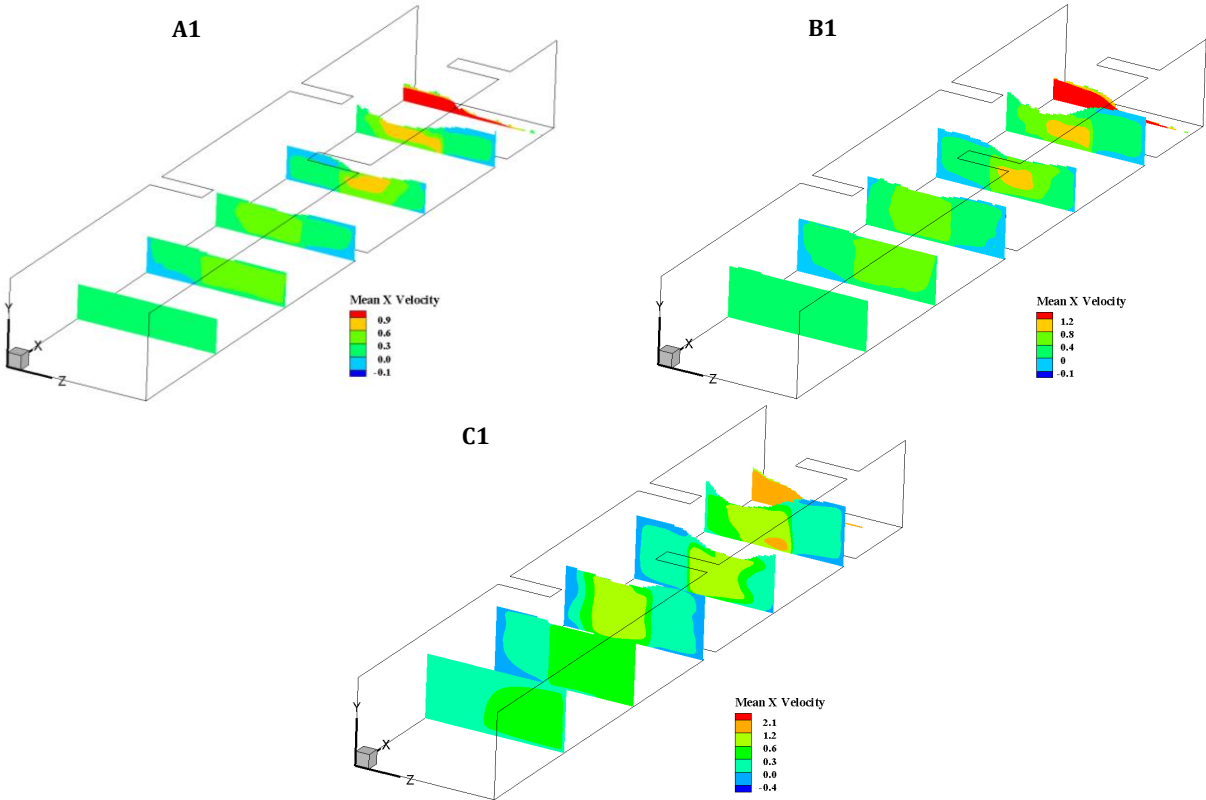 A1
B1
Mean X Velocity
0.9
0.6
0.3
0.0
-0.1
Y
X
Z
Mean X Velocity
1.2
0.8
0.4
0
-0.1
Y
X
Z
C1
Mean X Velocity
2.1
1.2
0.6
0.3
0.0
-0.4
Y
X
Z